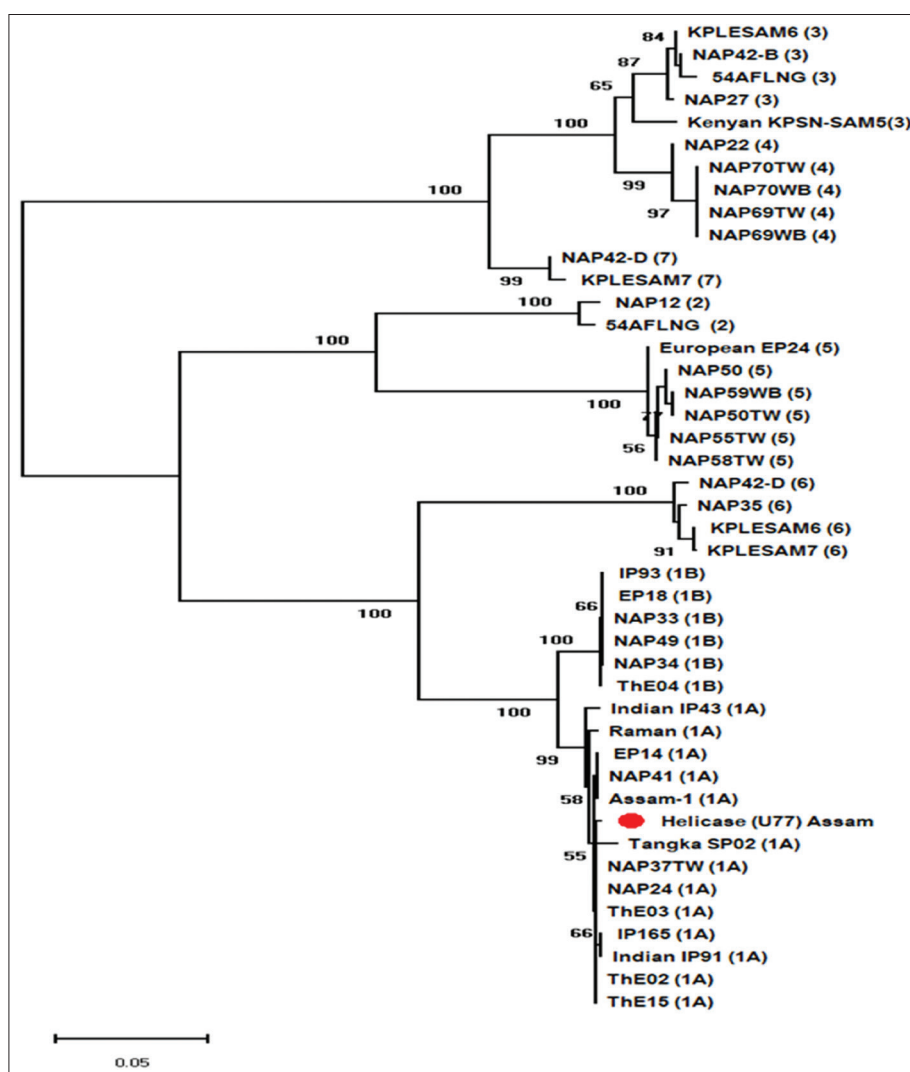 84
KPLESAM6 (3)
NAP42-B (3)
87
54AFLNG (3)
65
NAP27 (3)
100
Kenyan KPSN-SAM5(3)
NAP22 (4)
NAP70TW (4)
100
99
NAP70WB (4)
97
NAP69TW (4)
NAP69WB (4)
NAP42-D (7)
99
KPLESAM7 (7)
100
NAP12 (2)
54AFLNG (2)
100
European EP24 (5)
NAP50 (5)
NAP59WB (5)
100
77
NAP50TW (5)
NAP55TW (5)
56
NAP58TW (5)
100
NAP42-D (6)
NAP35 (6)
KPLESAM6 (6)
91
KPLESAM7 (6)
IP93 (1B)
66
EP18 (1B)
100
NAP33 (1B)
100
NAP49 (1B)
NAP34 (1B)
ThE04 (1B)
100
Indian IP43 (1A)
Raman (1A)
99
EP14 (1A)
NAP41 (1A)
58
Assam-1 (1A)
Helicase (U77) Assam
Tangka SP02 (1A)
55
NAP37TW (1A)
NAP24 (1A)
ThE03 (1A)
66
IP165 (1A)
Indian IP91 (1A)
ThE02 (1A)
ThE15 (1A)
0.05